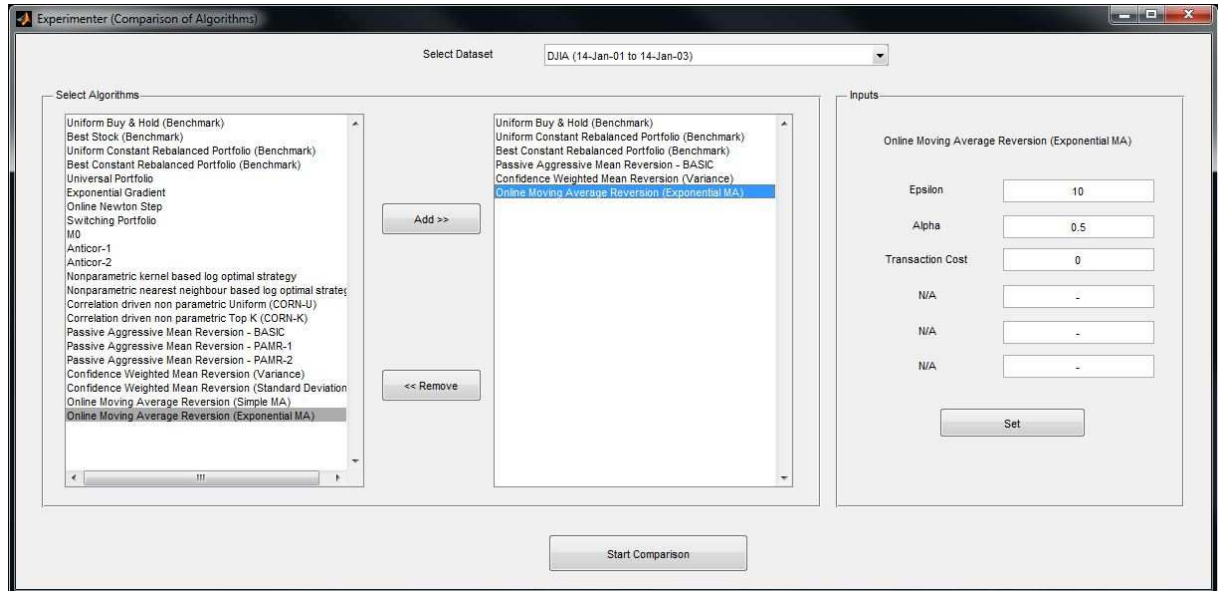 Experimenter (Comparison of Algorithms)
Select Dataset
DJIA (14-Jan-01 to 14-Jan-03)
Select Algorithms
Uniform Buy & Hold (Benchmark)
Best Stock (Benchmark)
Uniform Constant Rebalanced Portfolio (Benchmark)
Best Constant Rebalanced Portfolio (Benchmark)
Universal Portfolio
Exponential Gradient
Online Newton Step
Switching Portfolio
M0
Anticor-1
Anticor-2
Nonparametric kernel based log optimal strategy
Nonparametric nearest neighbour based log optimal strateg
Correlation driven non parametric Uniform (CORN-U)
Correlation driven non parametric Top K (CORN-K)
Passive Aggressive Mean Reversion - BASIC
Passive Aggressive Mean Reversion - PAMR-1
Passive Aggressive Mean Reversion - PAMR-2
Confidence Weighted Mean Reversion (Variance)
Confidence Weighted Mean Reversion (Standard Deviation
Online Moving Average Reversion (Simple MA)
Online Moving Average Reversion (Exponential MA)
Add >>
<< Remove
Uniform Buy & Hold (Benchmark)
Uniform Constant Rebalanced Portfolio (Benchmark)
Best Constant Rebalanced Portfolio (Benchmark)
Passive Aggressive Mean Reversion - BASIC
Confidence Weighted Mean Reversion (Variance)
Online Moving Average Reversion (Exponential MA)
Inputs
Online Moving Average Reversion (Exponential MA)
Epsilon 10
Alpha 0.5
Transaction Cost 0
N/A -
N/A -
N/A -
Set
Start Comparison